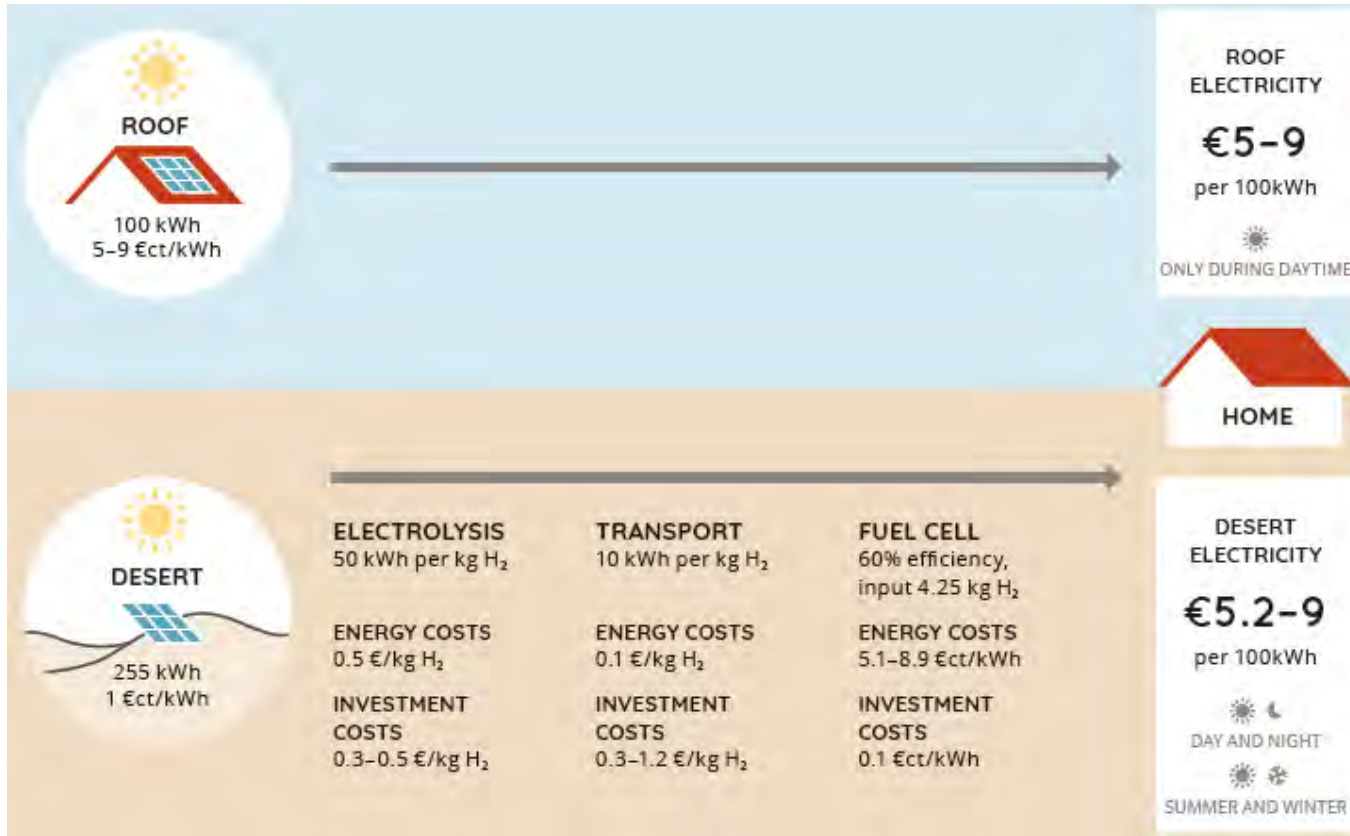 ROOF
100 kWh
5–9 €ct/kWh
ROOF
ELECTRICITY
€5–9
per 100kWh
ONLY DURING DAYTIME
HOME
DESERT
255 kWh
1 €ct/kWh
ELECTROLYSIS
50 kWh per kg H₂
ENERGY COSTS
0.5 €/kg H₂
INVESTMENT
COSTS
0.3–0.5 €/kg H₂
TRANSPORT
10 kWh per kg H₂
ENERGY COSTS
0.1 €/kg H₂
INVESTMENT
COSTS
0.3–1.2 €/kg H₂
FUEL CELL
60% efficiency,
input 4.25 kg H₂
ENERGY COSTS
5.1–8.9 €ct/kWh
INVESTMENT
COSTS
0.1 €ct/kWh
DESERT
ELECTRICITY
€5.2–9
per 100kWh
DAY AND NIGHT
SUMMER AND WINTER